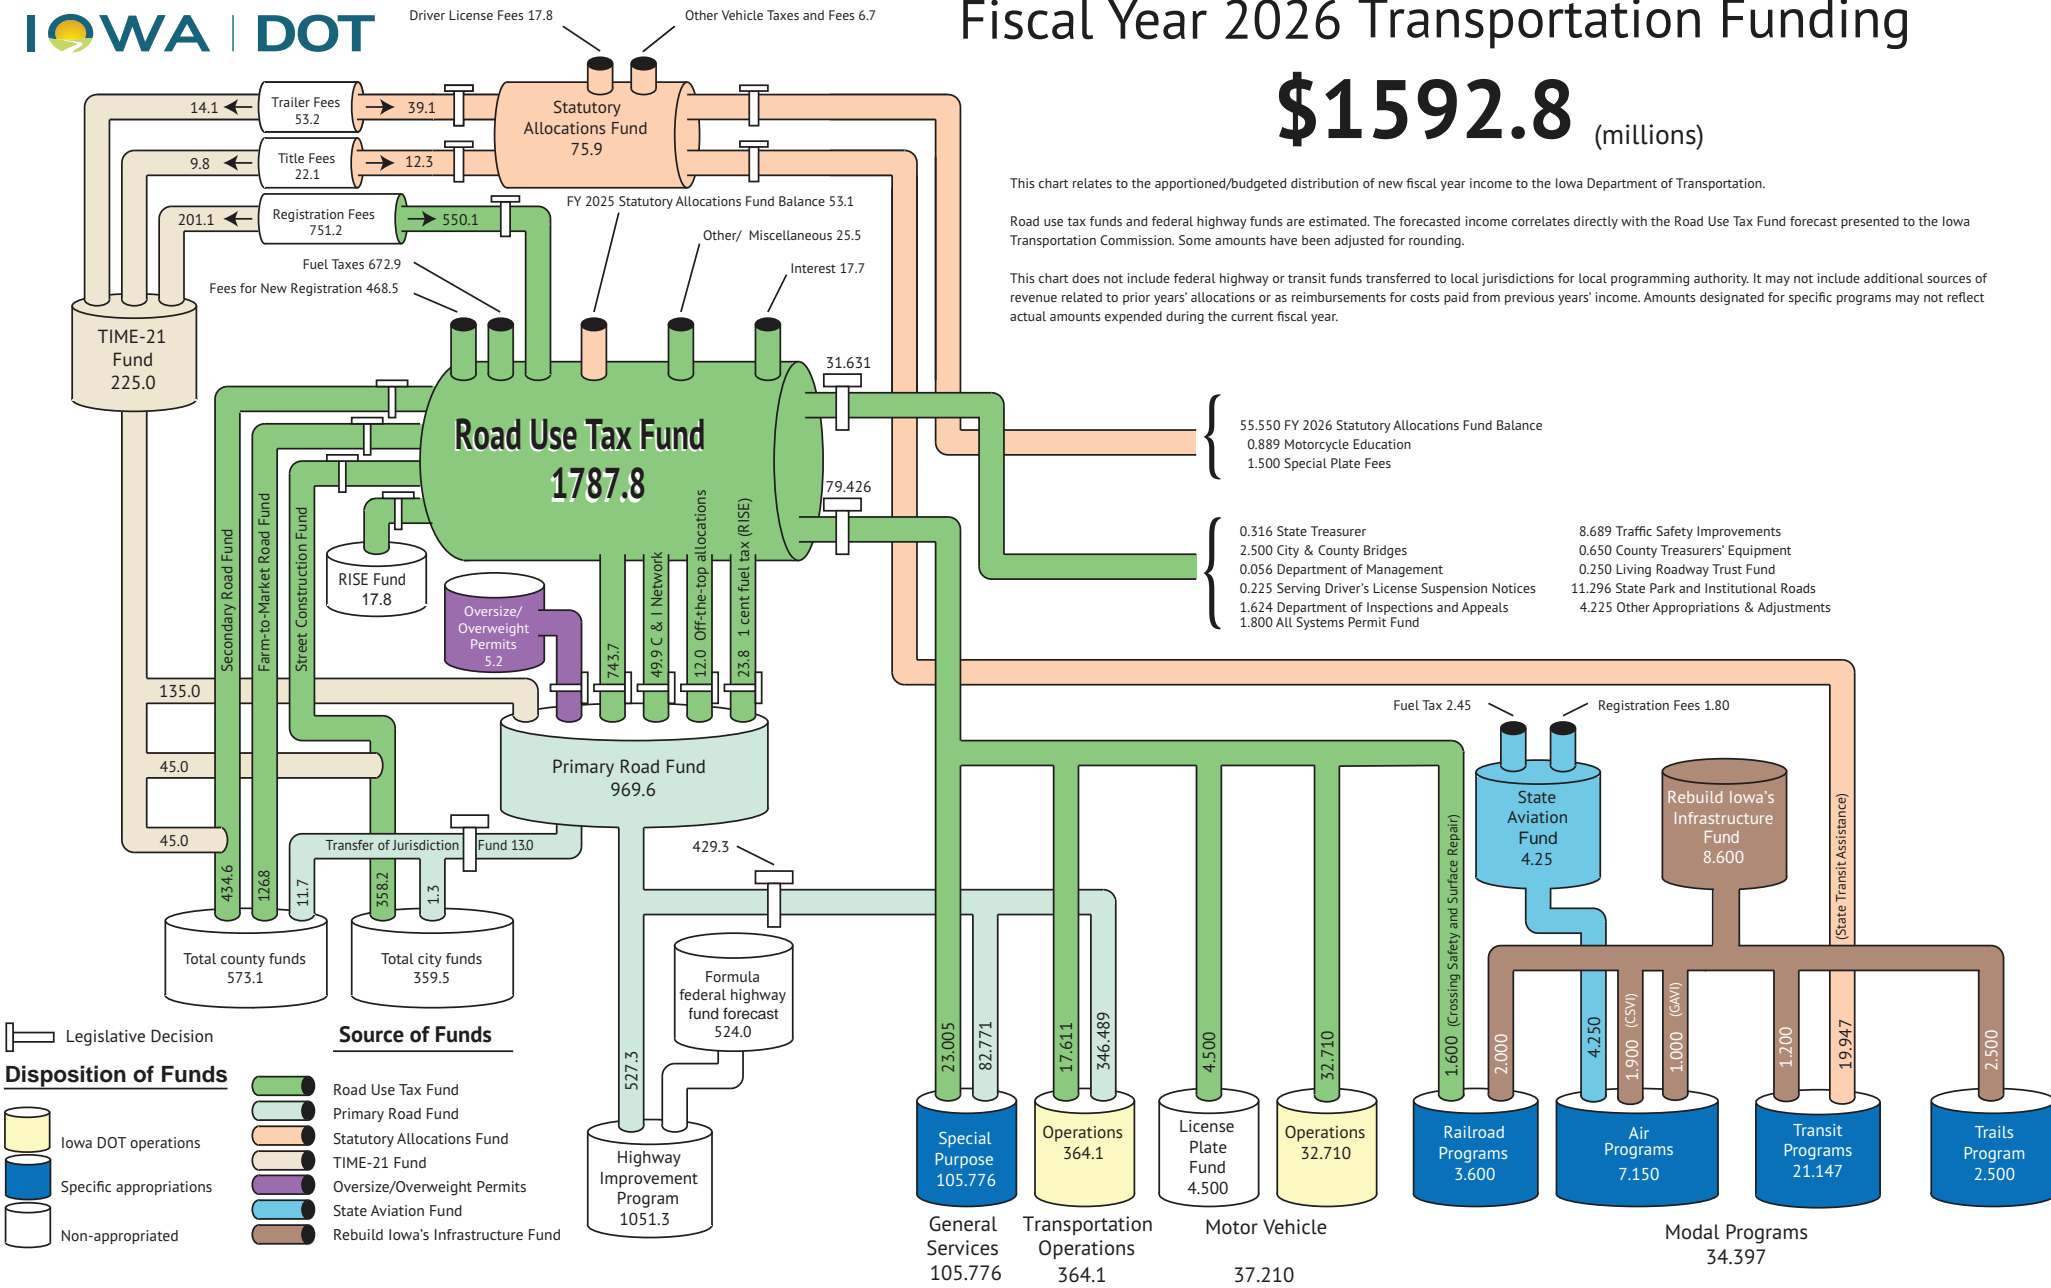 IOWA | DOT
Fiscal Year 2026 Transportation Funding
$1592.8 (millions)
This chart relates to the apportioned/budgeted distribution of new fiscal year income to the Iowa Department of Transportation.
Road use tax funds and federal highway funds are estimated. The forecasted income correlates directly with the Road Use Tax Fund forecast presented to the Iowa
Transportation Commission. Some amounts have been adjusted for rounding.
This chart does not include federal highway or transit funds transferred to local jurisdictions for local programming authority. It may not include additional sources of
revenue related to prior years' allocations or as reimbursements for costs paid from previous years' income. Amounts designated for specific programs may not reflect
actual amounts expended during the current fiscal year.
Driver License Fees 17.8
Other Vehicle Taxes and Fees 6.7
14.1
Trailer Fees
53.2
39.1
Statutory
Allocations Fund
75.9
9.8
Title Fees
22.1
12.3
201.1
Registration Fees
751.2
550.1
FY 2025 Statutory Allocations Fund Balance 53.1
Other/ Miscellaneous 25.5
Interest 17.7
Fuel Taxes 672.9
Fees for New Registration 468.5
TIME-21
Fund
225.0
Road Use Tax Fund
1787.8
31.631
79.426
55.550 FY 2026 Statutory Allocations Fund Balance
0.889 Motorcycle Education
1.500 Special Plate Fees
0.316 State Treasurer
2.500 City & County Bridges
0.056 Department of Management
0.225 Serving Driver's License Suspension Notices
1.624 Department of Inspections and Appeals
1.800 All Systems Permit Fund
8.689 Traffic Safety Improvements
0.650 County Treasurers' Equipment
0.250 Living Roadway Trust Fund
11.296 State Park and Institutional Roads
4.225 Other Appropriations & Adjustments
Secondary Road Fund
Farm-to-Market Road Fund
Street Construction Fund
RISE Fund
17.8
Oversize/
Overweight
Permits
5.2
743.7
49.9 C & I Network
12.0 Off-the-top allocations
23.8 1 cent fuel tax (RISE)
135.0
45.0
45.0
Primary Road Fund
969.6
Transfer of Jurisdiction Fund 13.0
434.6
126.8
11.7
358.2
1.3
Total county funds
573.1
Total city funds
359.5
429.3
Formula
federal highway
fund forecast
524.0
527.3
Highway
Improvement
Program
1051.3
Fuel Tax 2.45
Registration Fees 1.80
State
Aviation
Fund
4.25
Rebuild Iowa's
Infrastructure
Fund
8.600
23.005
82.771
17.611
346.489
4.500
32.710
1.600 (Crossing Safety and Surface Repair)
2.000
4.250
1.900 (CSVI)
1.000 (GAVI)
1.200
19.947
(State Transit Assistance)
2.500
Special
Purpose
105.776
Operations
364.1
License
Plate
Fund
4.500
Operations
32.710
Railroad
Programs
3.600
Air
Programs
7.150
Transit
Programs
21.147
Trails
Program
2.500
General
Services
105.776
Transportation
Operations
364.1
Motor Vehicle
37.210
Modal Programs
34.397
Legislative Decision
Disposition of Funds
Iowa DOT operations
Specific appropriations
Non-appropriated
Source of Funds
Road Use Tax Fund
Primary Road Fund
Statutory Allocations Fund
TIME-21 Fund
Oversize/Overweight Permits
State Aviation Fund
Rebuild Iowa's Infrastructure Fund